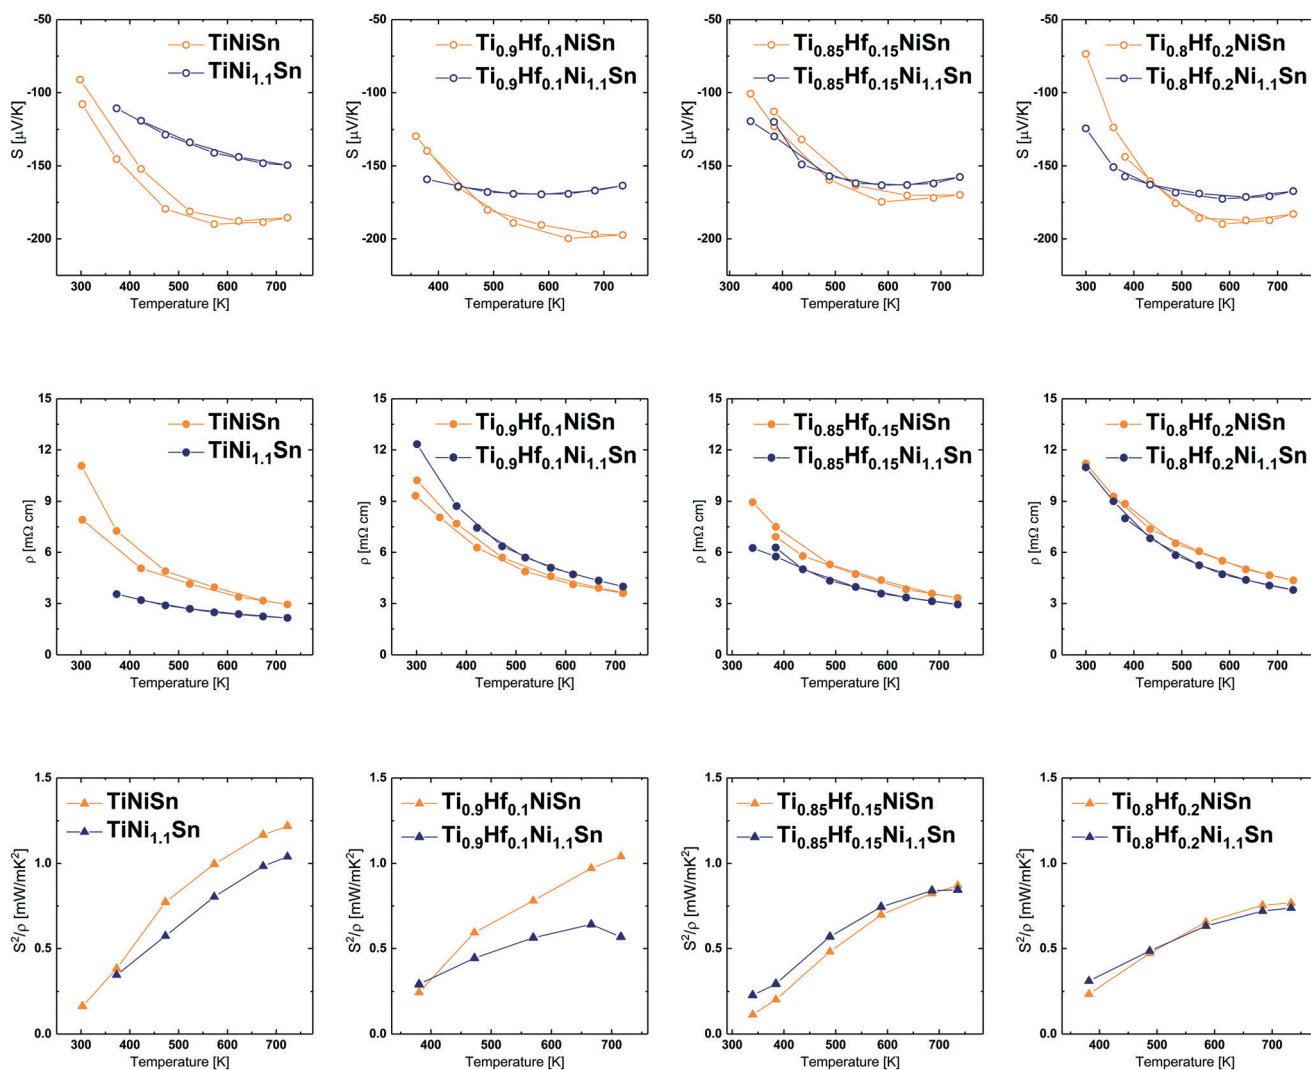 -50
-100
-150
-200
S [µV/K]
300 400 500 600 700
Temperature [K]
TiNiSn
TiNi1.1Sn
-50
-100
-150
-200
S [µV/K]
400 500 600 700
Temperature [K]
Ti0.9Hf0.1NiSn
Ti0.9Hf0.1Ni1.1Sn
-50
-100
-150
-200
S [µV/K]
300 400 500 600 700
Temperature [K]
Ti0.85Hf0.15NiSn
Ti0.85Hf0.15Ni1.1Sn
-50
-100
-150
-200
S [µV/K]
300 400 500 600 700
Temperature [K]
Ti0.8Hf0.2NiSn
Ti0.8Hf0.2Ni1.1Sn
15
12
9
6
3
0
ρ [mΩ cm]
300 400 500 600 700
Temperature [K]
TiNiSn
TiNi1.1Sn
15
12
9
6
3
0
ρ [mΩ cm]
300 400 500 600 700
Temperature [K]
Ti0.9Hf0.1NiSn
Ti0.9Hf0.1Ni1.1Sn
15
12
9
6
3
0
ρ [mΩ cm]
300 400 500 600 700
Temperature [K]
Ti0.85Hf0.15NiSn
Ti0.85Hf0.15Ni1.1Sn
15
12
9
6
3
0
ρ [mΩ cm]
300 400 500 600 700
Temperature [K]
Ti0.8Hf0.2NiSn
Ti0.8Hf0.2Ni1.1Sn
1.5
1.0
0.5
0.0
S²/ρ [mW/mK²]
300 400 500 600 700
Temperature [K]
TiNiSn
TiNi1.1Sn
1.5
1.0
0.5
0.0
S²/ρ [mW/mK²]
400 500 600 700
Temperature [K]
Ti0.9Hf0.1NiSn
Ti0.9Hf0.1Ni1.1Sn
1.5
1.0
0.5
0.0
S²/ρ [mW/mK²]
300 400 500 600 700
Temperature [K]
Ti0.85Hf0.15NiSn
Ti0.85Hf0.15Ni1.1Sn
1.5
1.0
0.5
0.0
S²/ρ [mW/mK²]
400 500 600 700
Temperature [K]
Ti0.8Hf0.2NiSn
Ti0.8Hf0.2Ni1.1Sn